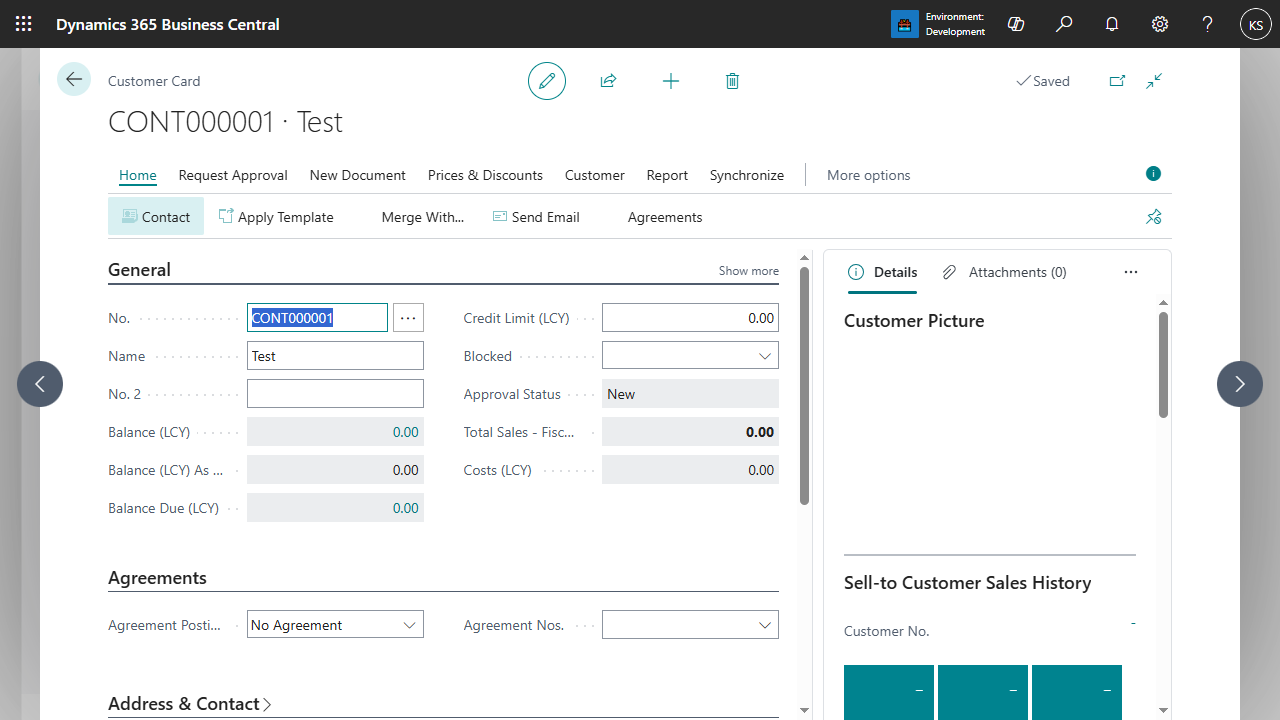 Dynamics 365 Business Central
Environment:
Development
KS
Customer Card
Saved
CONT000001 · Test
Home Request Approval New Document Prices & Discounts Customer Report Synchronize More options
Contact Apply Template Merge With... Send Email Agreements
General
Show more
No. CONT000001
Name Test
No. 2
Balance (LCY) 0.00
Balance (LCY) As ... 0.00
Balance Due (LCY) 0.00
Credit Limit (LCY) 0.00
Blocked
Approval Status New
Total Sales - Fisc... 0.00
Costs (LCY) 0.00
Agreements
Agreement Posti... No Agreement
Agreement Nos.
Address & Contact
Details Attachments (0)
Customer Picture
Sell-to Customer Sales History
Customer No. -
– – –